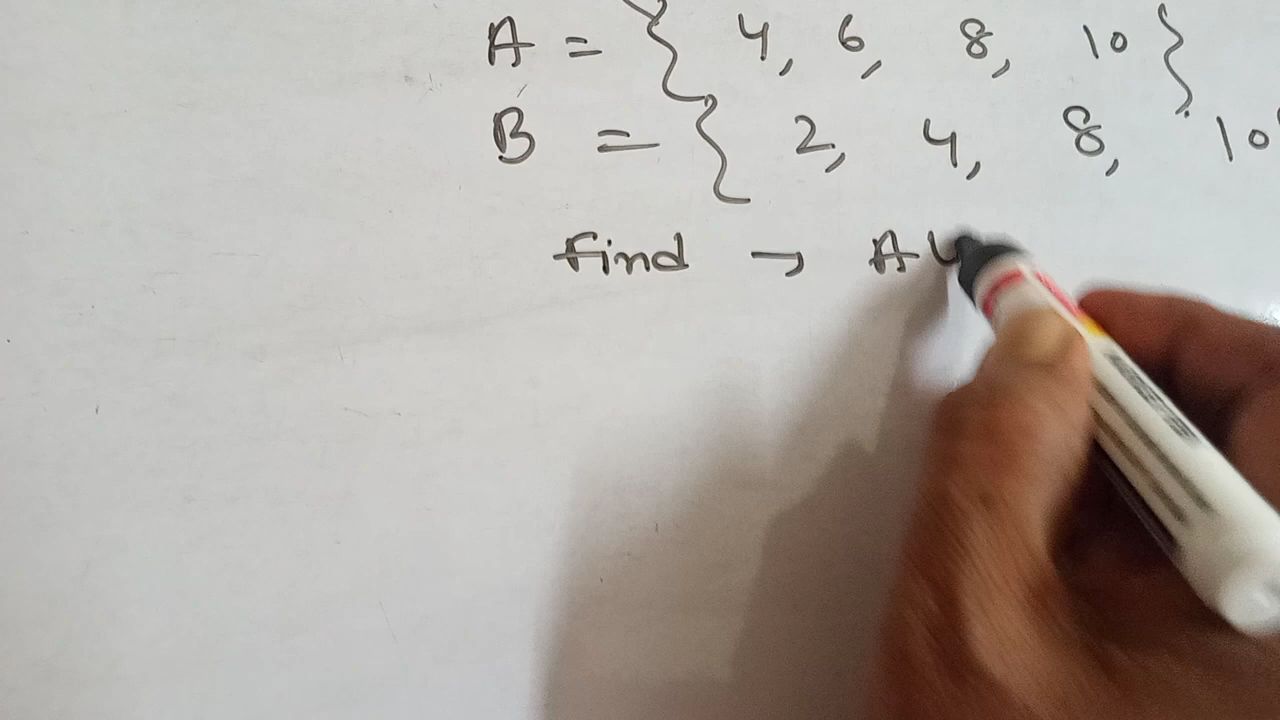 A = { 4, 6, 8, 10 }
B = { 2, 4, 8, 10
find → A U